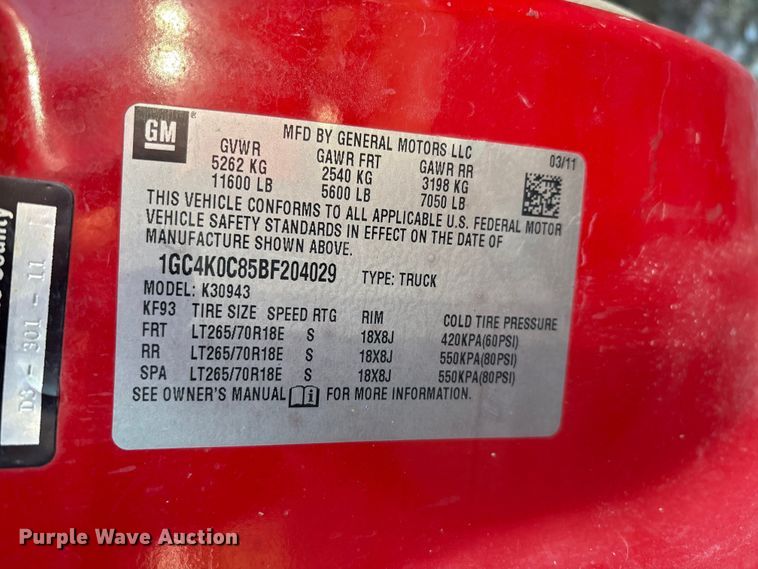 GM
MFD BY GENERAL MOTORS LLC
03/11
GVWR GAWR FRT GAWR RR
5262 KG 2540 KG 3198 KG
11600 LB 5600 LB 7050 LB
THIS VEHICLE CONFORMS TO ALL APPLICABLE U.S. FEDERAL MOTOR
VEHICLE SAFETY STANDARDS IN EFFECT ON THE DATE OF
MANUFACTURE SHOWN ABOVE.
1GC4K0C85BF204029 TYPE: TRUCK
MODEL: K30943
KF93 TIRE SIZE SPEED RTG RIM COLD TIRE PRESSURE
FRT LT265/70R18E S 18X8J 420KPA(60PSI)
RR LT265/70R18E S 18X8J 550KPA(80PSI)
SPA LT265/70R18E S 18X8J 550KPA(80PSI)
SEE OWNER'S MANUAL i FOR MORE INFORMATION.
D3-301-11
Purple Wave Auction